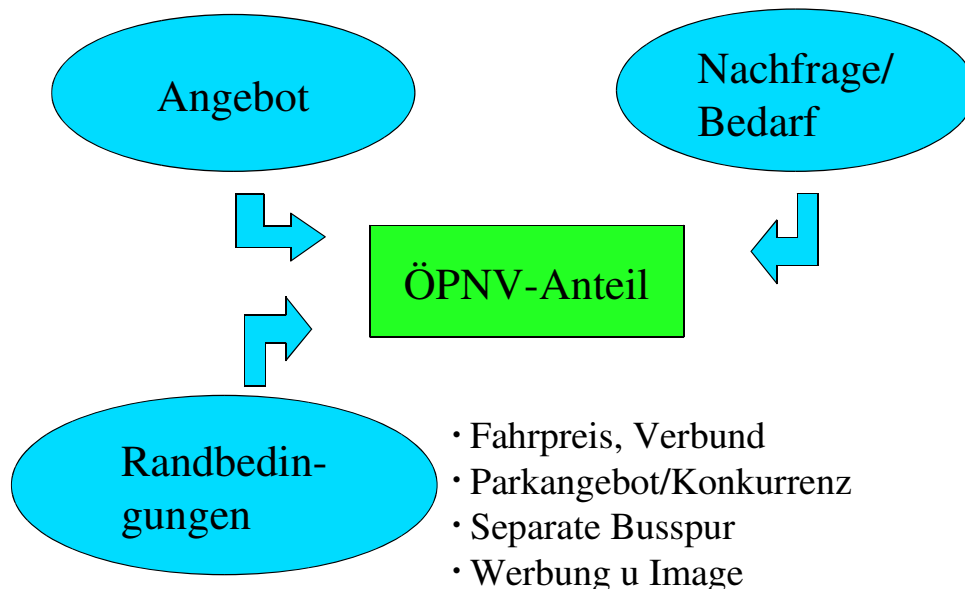 Angebot
Nachfrage/
Bedarf
ÖPNV-Anteil
Randbedin-
gungen
· Fahrpreis, Verbund
· Parkangebot/Konkurrenz
· Separate Busspur
· Werbung u Image